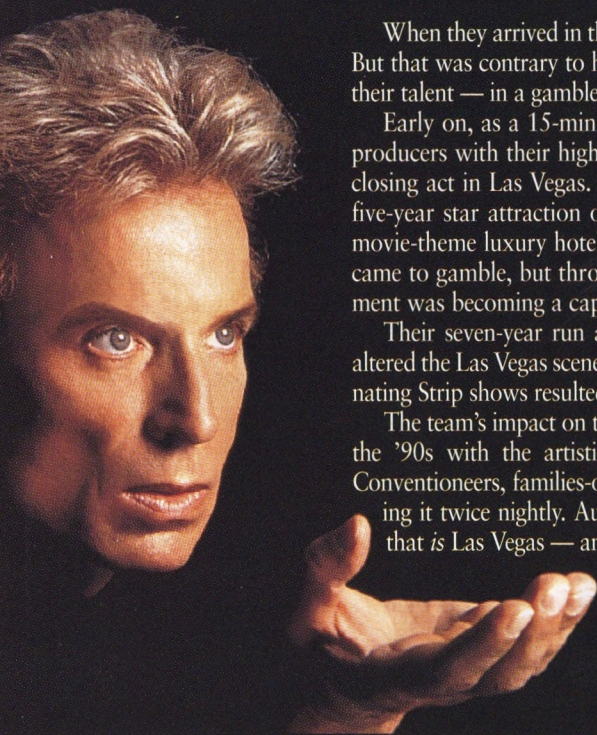 When they arrived in th
But that was contrary to h
their talent — in a gamble
Early on, as a 15-min
producers with their high
closing act in Las Vegas.
five-year star attraction o
movie-theme luxury hote
came to gamble, but thro
ment was becoming a cap
Their seven-year run a
altered the Las Vegas scene
nating Strip shows resulted
The team's impact on t
the ’90s with the artisti
Conventioneers, families-o
ing it twice nightly. Au
that is Las Vegas — an